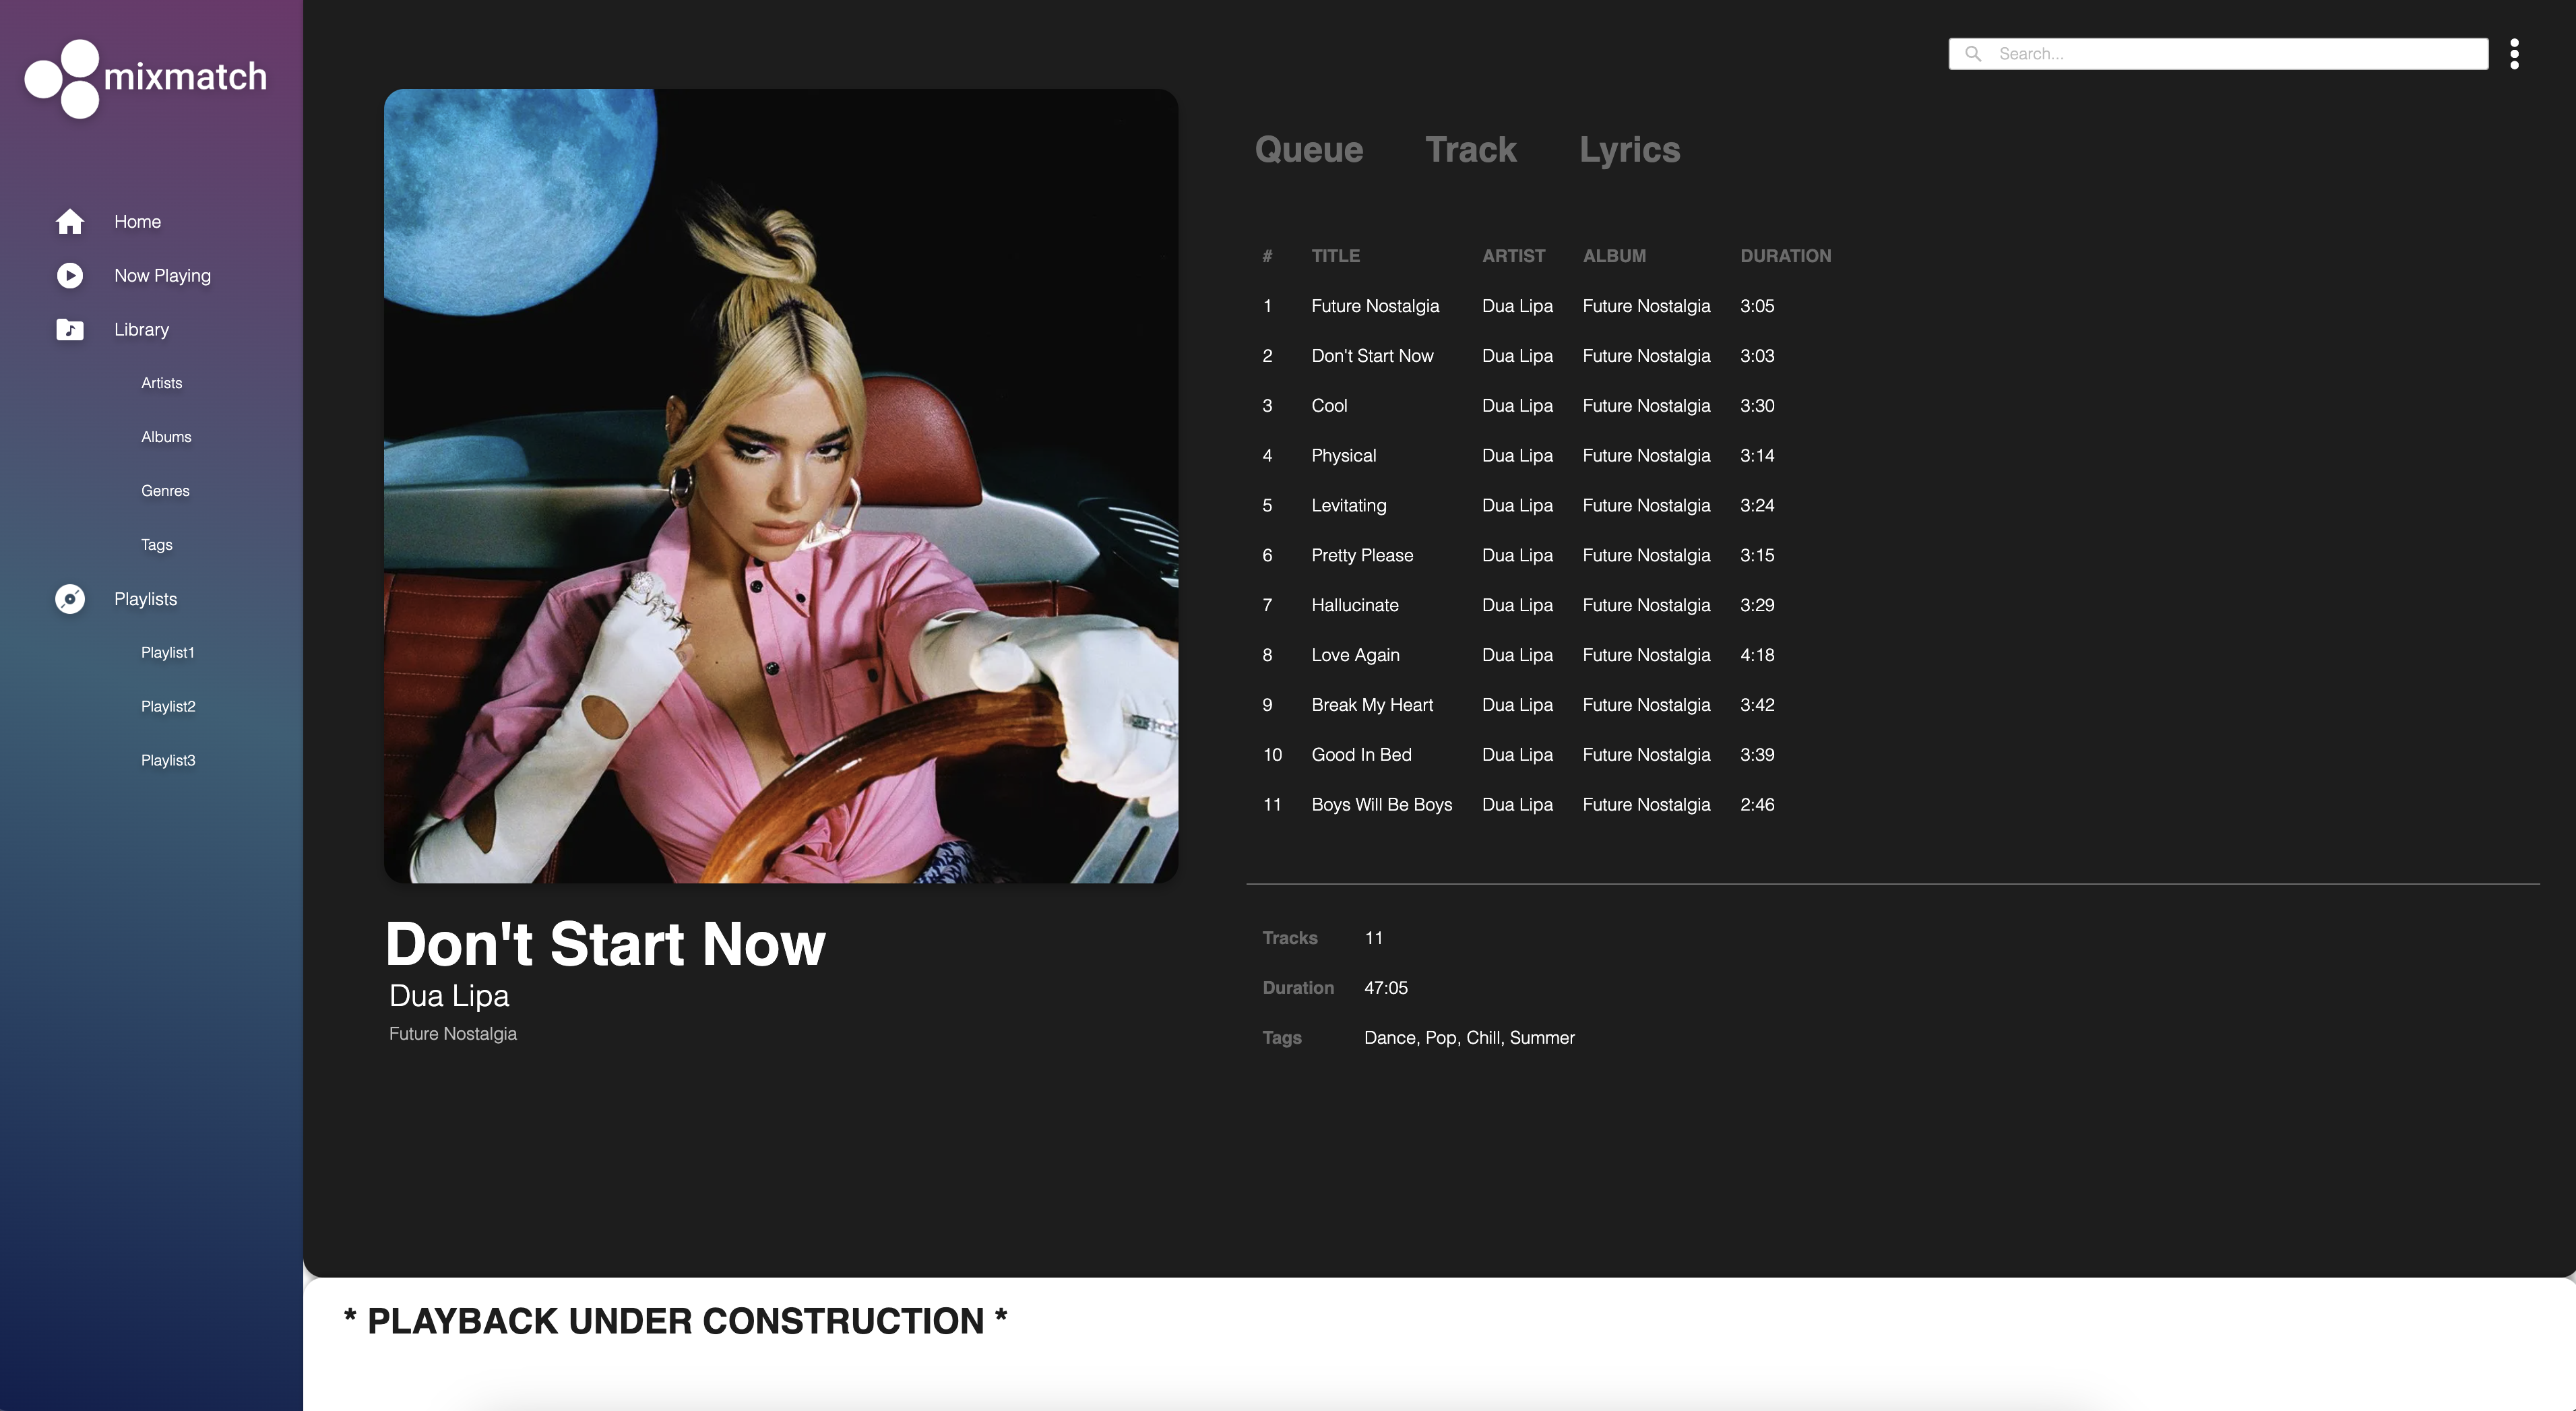 mixmatch
Home
Now Playing
Library
Artists
Albums
Genres
Tags
Playlists
Playlist1
Playlist2
Playlist3
Search...
Queue Track Lyrics
# TITLE ARTIST ALBUM DURATION
1 Future Nostalgia Dua Lipa Future Nostalgia 3:05
2 Don't Start Now Dua Lipa Future Nostalgia 3:03
3 Cool Dua Lipa Future Nostalgia 3:30
4 Physical Dua Lipa Future Nostalgia 3:14
5 Levitating Dua Lipa Future Nostalgia 3:24
6 Pretty Please Dua Lipa Future Nostalgia 3:15
7 Hallucinate Dua Lipa Future Nostalgia 3:29
8 Love Again Dua Lipa Future Nostalgia 4:18
9 Break My Heart Dua Lipa Future Nostalgia 3:42
10 Good In Bed Dua Lipa Future Nostalgia 3:39
11 Boys Will Be Boys Dua Lipa Future Nostalgia 2:46
Don't Start Now
Dua Lipa
Future Nostalgia
Tracks 11
Duration 47:05
Tags Dance, Pop, Chill, Summer
* PLAYBACK UNDER CONSTRUCTION *